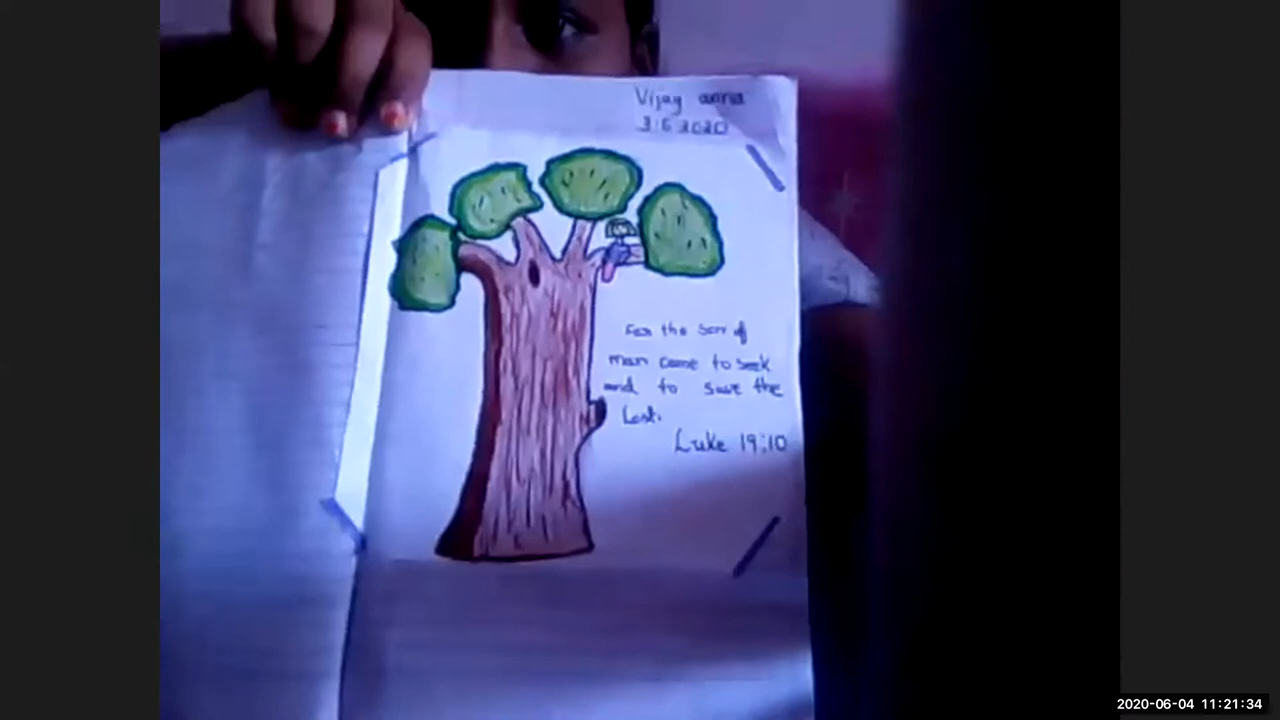 Vijay anna
3.6.2020
For the Son of
man came to seek
and to save the
Lost.
Luke 19:10
2020-06-04 11:21:34